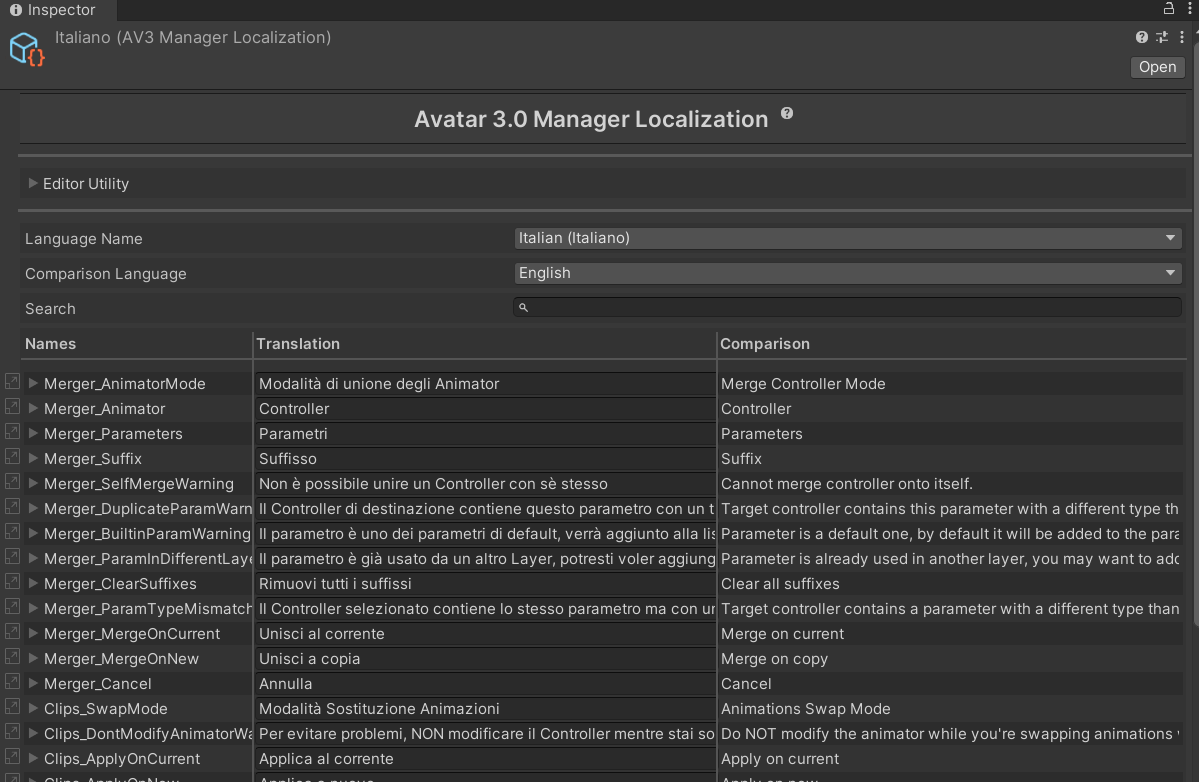 Inspector
Italiano (AV3 Manager Localization)
Open
Avatar 3.0 Manager Localization
Editor Utility
Language Name Italian (Italiano)
Comparison Language English
Search
Names Translation Comparison
Merger_AnimatorMode Modalità di unione degli Animator Merge Controller Mode
Merger_Animator Controller Controller
Merger_Parameters Parametri Parameters
Merger_Suffix Suffisso Suffix
Merger_SelfMergeWarning Non è possibile unire un Controller con sè stesso Cannot merge controller onto itself.
Merger_DuplicateParamWarn Il Controller di destinazione contiene questo parametro con un t Target controller contains this parameter with a different type th
Merger_BuiltinParamWarning Il parametro è uno dei parametri di default, verrà aggiunto alla lis Parameter is a default one, by default it will be added to the para
Merger_ParamInDifferentLaye Il parametro è già usato da un altro Layer, potresti voler aggiung Parameter is already used in another layer, you may want to add
Merger_ClearSuffixes Rimuovi tutti i suffissi Clear all suffixes
Merger_ParamTypeMismatch Il Controller selezionato contiene lo stesso parametro ma con un Target controller contains a parameter with a different type than
Merger_MergeOnCurrent Unisci al corrente Merge on current
Merger_MergeOnNew Unisci a copia Merge on copy
Merger_Cancel Annulla Cancel
Clips_SwapMode Modalità Sostituzione Animazioni Animations Swap Mode
Clips_DontModifyAnimatorWa Per evitare problemi, NON modificare il Controller mentre stai so Do NOT modify the animator while you're swapping animations
Clips_ApplyOnCurrent Applica al corrente Apply on current
Clips_ApplyOnNew Applica a nuovo Apply on new